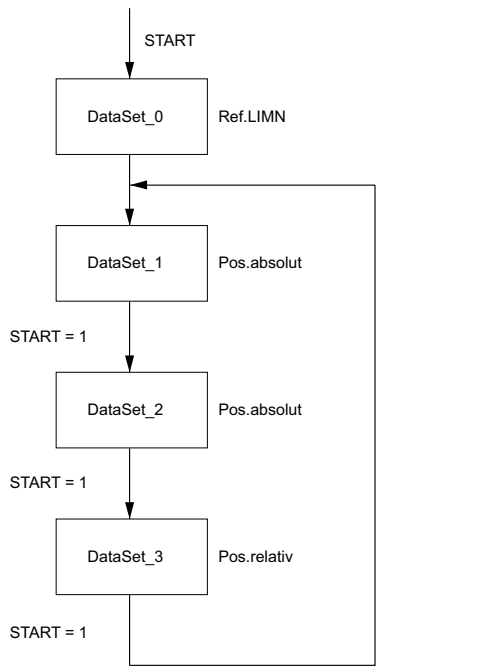 START
DataSet_0
Ref.LIMN
DataSet_1
Pos.absolut
START = 1
DataSet_2
Pos.absolut
START = 1
DataSet_3
Pos.relativ
START = 1